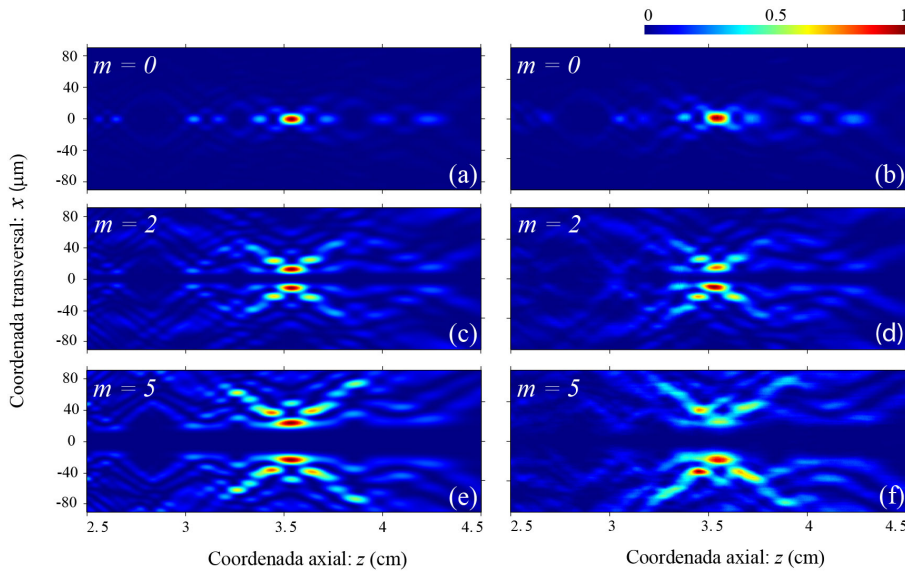 0 0.5 1
m = 0
m = 0
80
40
0
-40
-80
(a)
(b)
m = 2
m = 2
80
40
0
-40
-80
(c)
(d)
m = 5
m = 5
80
40
0
-40
-80
(e)
(f)
2.5 3 3.5 4 4.5
2.5 3 3.5 4 4.5
Coordenada transversal: x (μm)
Coordenada axial: z (cm)
Coordenada axial: z (cm)